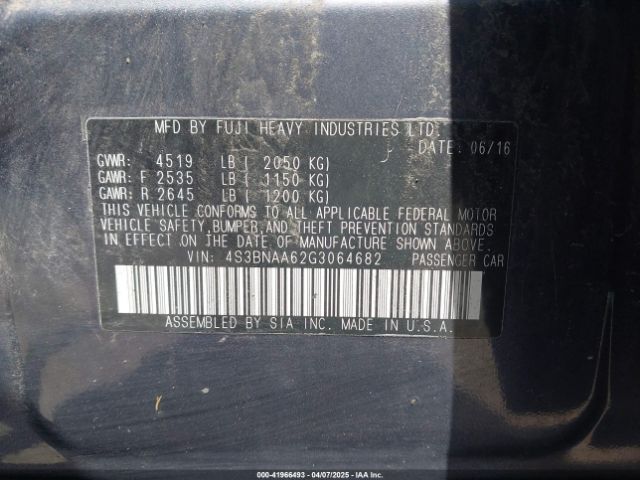 MFD BY FUJI HEAVY INDUSTRIES LTD.
DATE: 06/16
GVWR: 4519 LB ( 2050 KG)
GAWR: F 2535 LB ( 1150 KG)
GAWR: R 2645 LB ( 1200 KG)
THIS VEHICLE CONFORMS TO ALL APPLICABLE FEDERAL MOTOR
VEHICLE SAFETY, BUMPER, AND THEFT PREVENTION STANDARDS
IN EFFECT ON THE DATE OF MANUFACTURE SHOWN ABOVE.
VIN: 4S3BNAA62G3064682 PASSENGER CAR
ASSEMBLED BY SIA INC. MADE IN U.S.A.
000-41966493 - 04/07/2025 - IAAI.COM